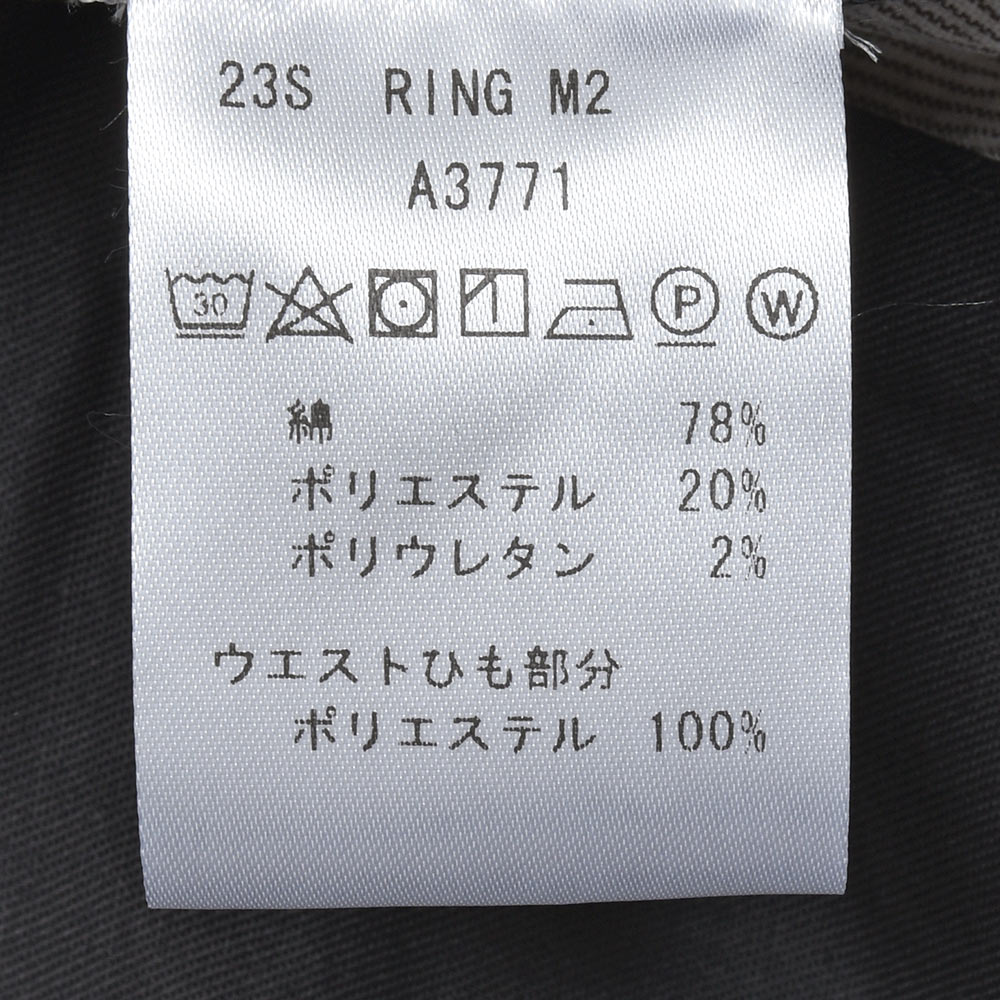 23S RING M2
A3771
30 P W
綿 78%
ポリエステル 20%
ポリウレタン 2%
ウエストひも部分
ポリエステル 100%